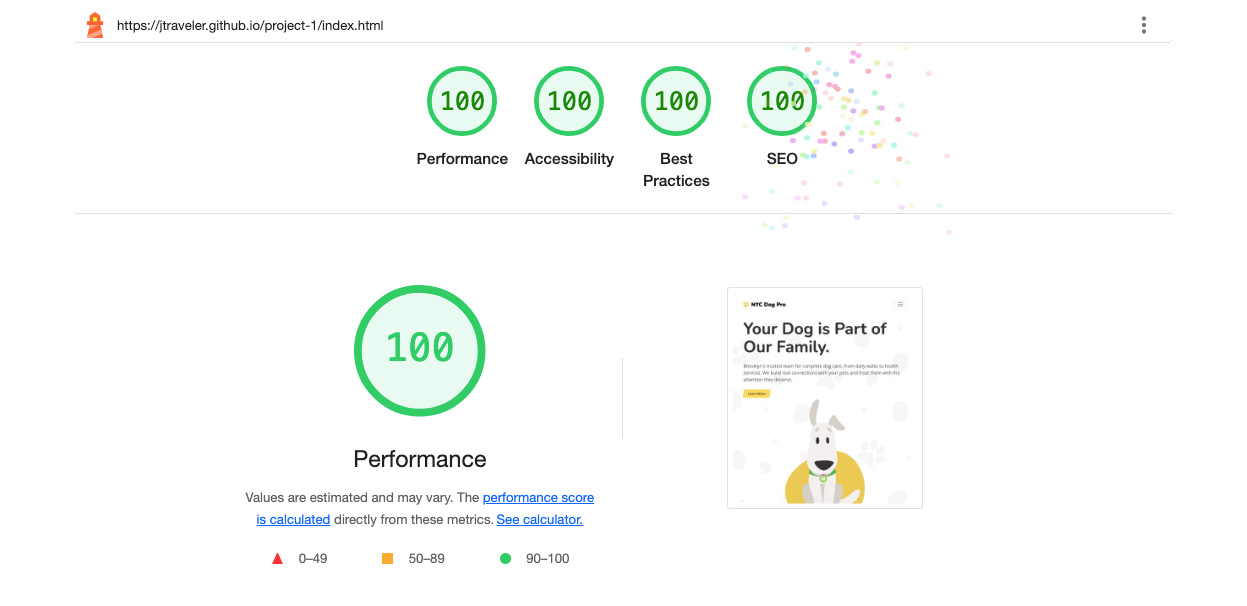 https://jtraveler.github.io/project-1/index.html
100
100
100
100
Performance
Accessibility
Best
Practices
SEO
100
Performance
Values are estimated and may vary. The performance score
is calculated directly from these metrics. See calculator.
0–49
50–89
90–100
NYC Dog Pro
Your Dog is Part of
Our Family.
Brooklyn's trusted team for complete dog care, from daily walks to health
services. We build real connections with your pets and treat them with the
attention they deserve.
Learn More